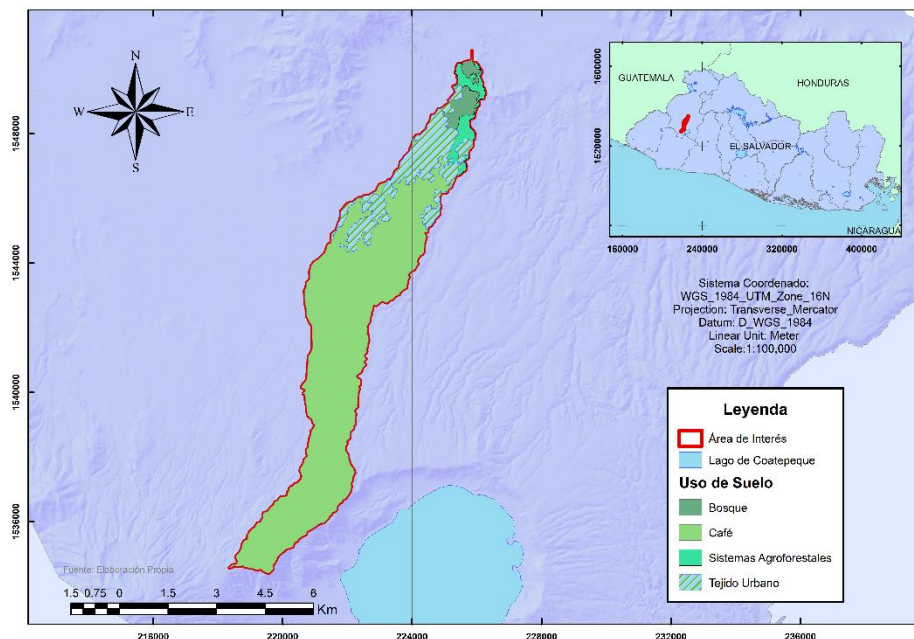 N
W
E
S
1548000
1544000
1540000
1536000
GUATEMALA
HONDURAS
EL SALVADOR
NICARAGUA
1600000
1520000
160000
240000
320000
400000
Sistema Coordenado:
WGS_1984_UTM_Zone_16N
Projection: Transverse_Mercator
Datum: D_WGS_1984
Linear Unit: Meter
Scale:1:100,000
Leyenda
Área de Interés
Lago de Coatepeque
Uso de Suelo
Bosque
Café
Sistemas Agroforestales
Tejido Urbano
Fuente: Elaboración Propia
1.5 0.75 0 1.5 3 4.5 6
Km
216000
220000
224000
228000
232000
236000